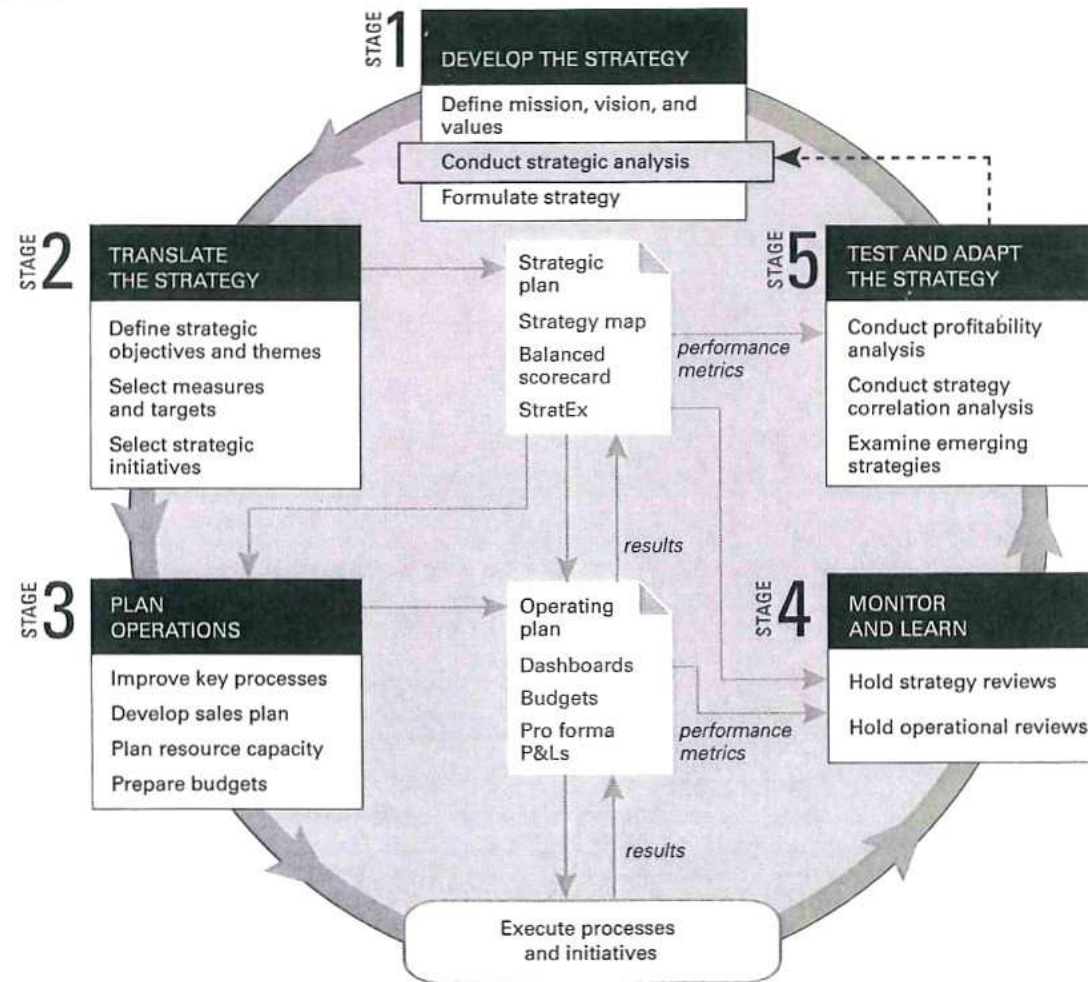 STAGE 1
DEVELOP THE STRATEGY
Define mission, vision, and
values
Conduct strategic analysis
Formulate strategy
STAGE 2
TRANSLATE
THE STRATEGY
Define strategic
objectives and themes
Select measures
and targets
Select strategic
initiatives
Strategic
plan
Strategy map
Balanced
scorecard
StratEx
performance
metrics
STAGE 5
TEST AND ADAPT
THE STRATEGY
Conduct profitability
analysis
Conduct strategy
correlation analysis
Examine emerging
strategies
results
STAGE 3
PLAN
OPERATIONS
Improve key processes
Develop sales plan
Plan resource capacity
Prepare budgets
Operating
plan
Dashboards
Budgets
Pro forma
P&Ls
performance
metrics
STAGE 4
MONITOR
AND LEARN
Hold strategy reviews
Hold operational reviews
results
Execute processes
and initiatives